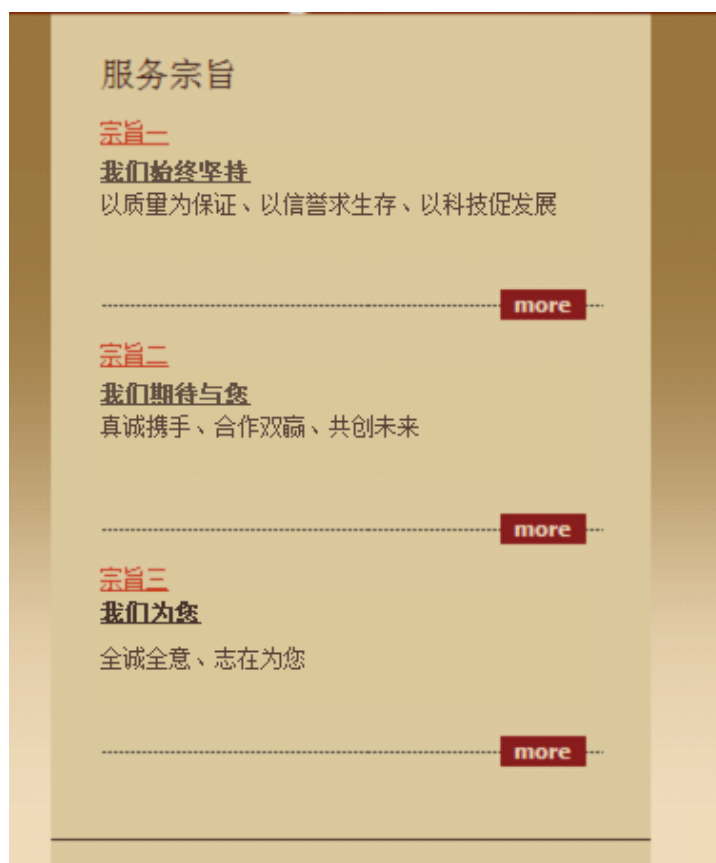 服务宗旨
宗旨一
我们始终坚持
以质量为保证、以信誉求生存、以科技促发展
more
宗旨二
我们期待与您
真诚携手、合作双赢、共创未来
more
宗旨三
我们为您
全诚全意、志在为您
more